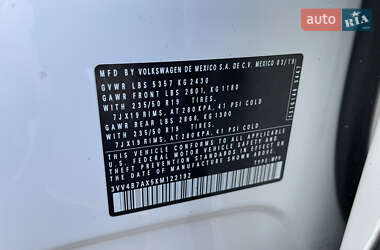 auto RIA
MFD. BY VOLKSWAGEN DE MEXICO S.A. DE C.V. MEXICO 03/19
GVWR LBS 5357 KG 2430
GAWR FRONT LBS 2601, KG 1180
WITH 235/50 R19 TIRES,
7JX19 RIMS, AT 280 KPA, 41 PSI COLD
GAWR REAR LBS 2866, KG 1300
WITH 235/50 R19 TIRES,
7JX19 RIMS, AT 280 KPA, 41 PSI COLD
THIS VEHICLE CONFORMS TO ALL APPLICABLE
U.S. FEDERAL MOTOR VEHICLE SAFETY STANDARDS IN EFFECT ON THE
DATE OF MANUFACTURE SHOWN ABOVE.
TYPE: MPV